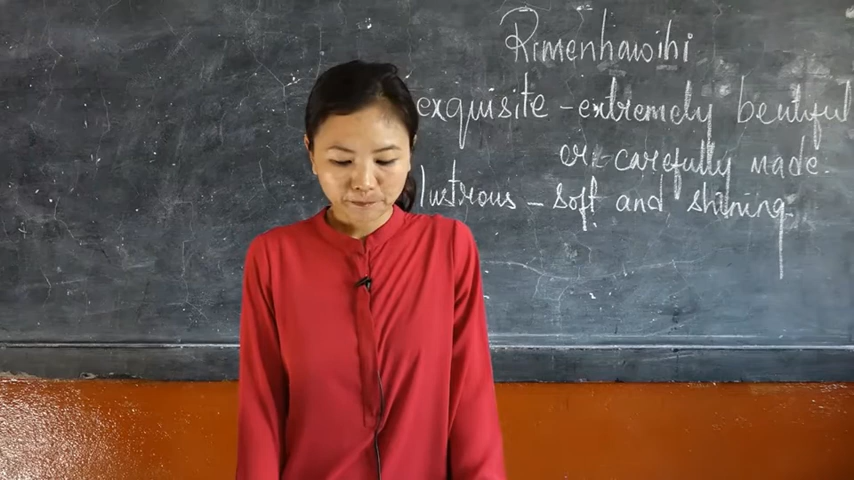 Rimenhawihi
exquisite - extremely beutiful
or carefully made.
lustrous - soft and shining.